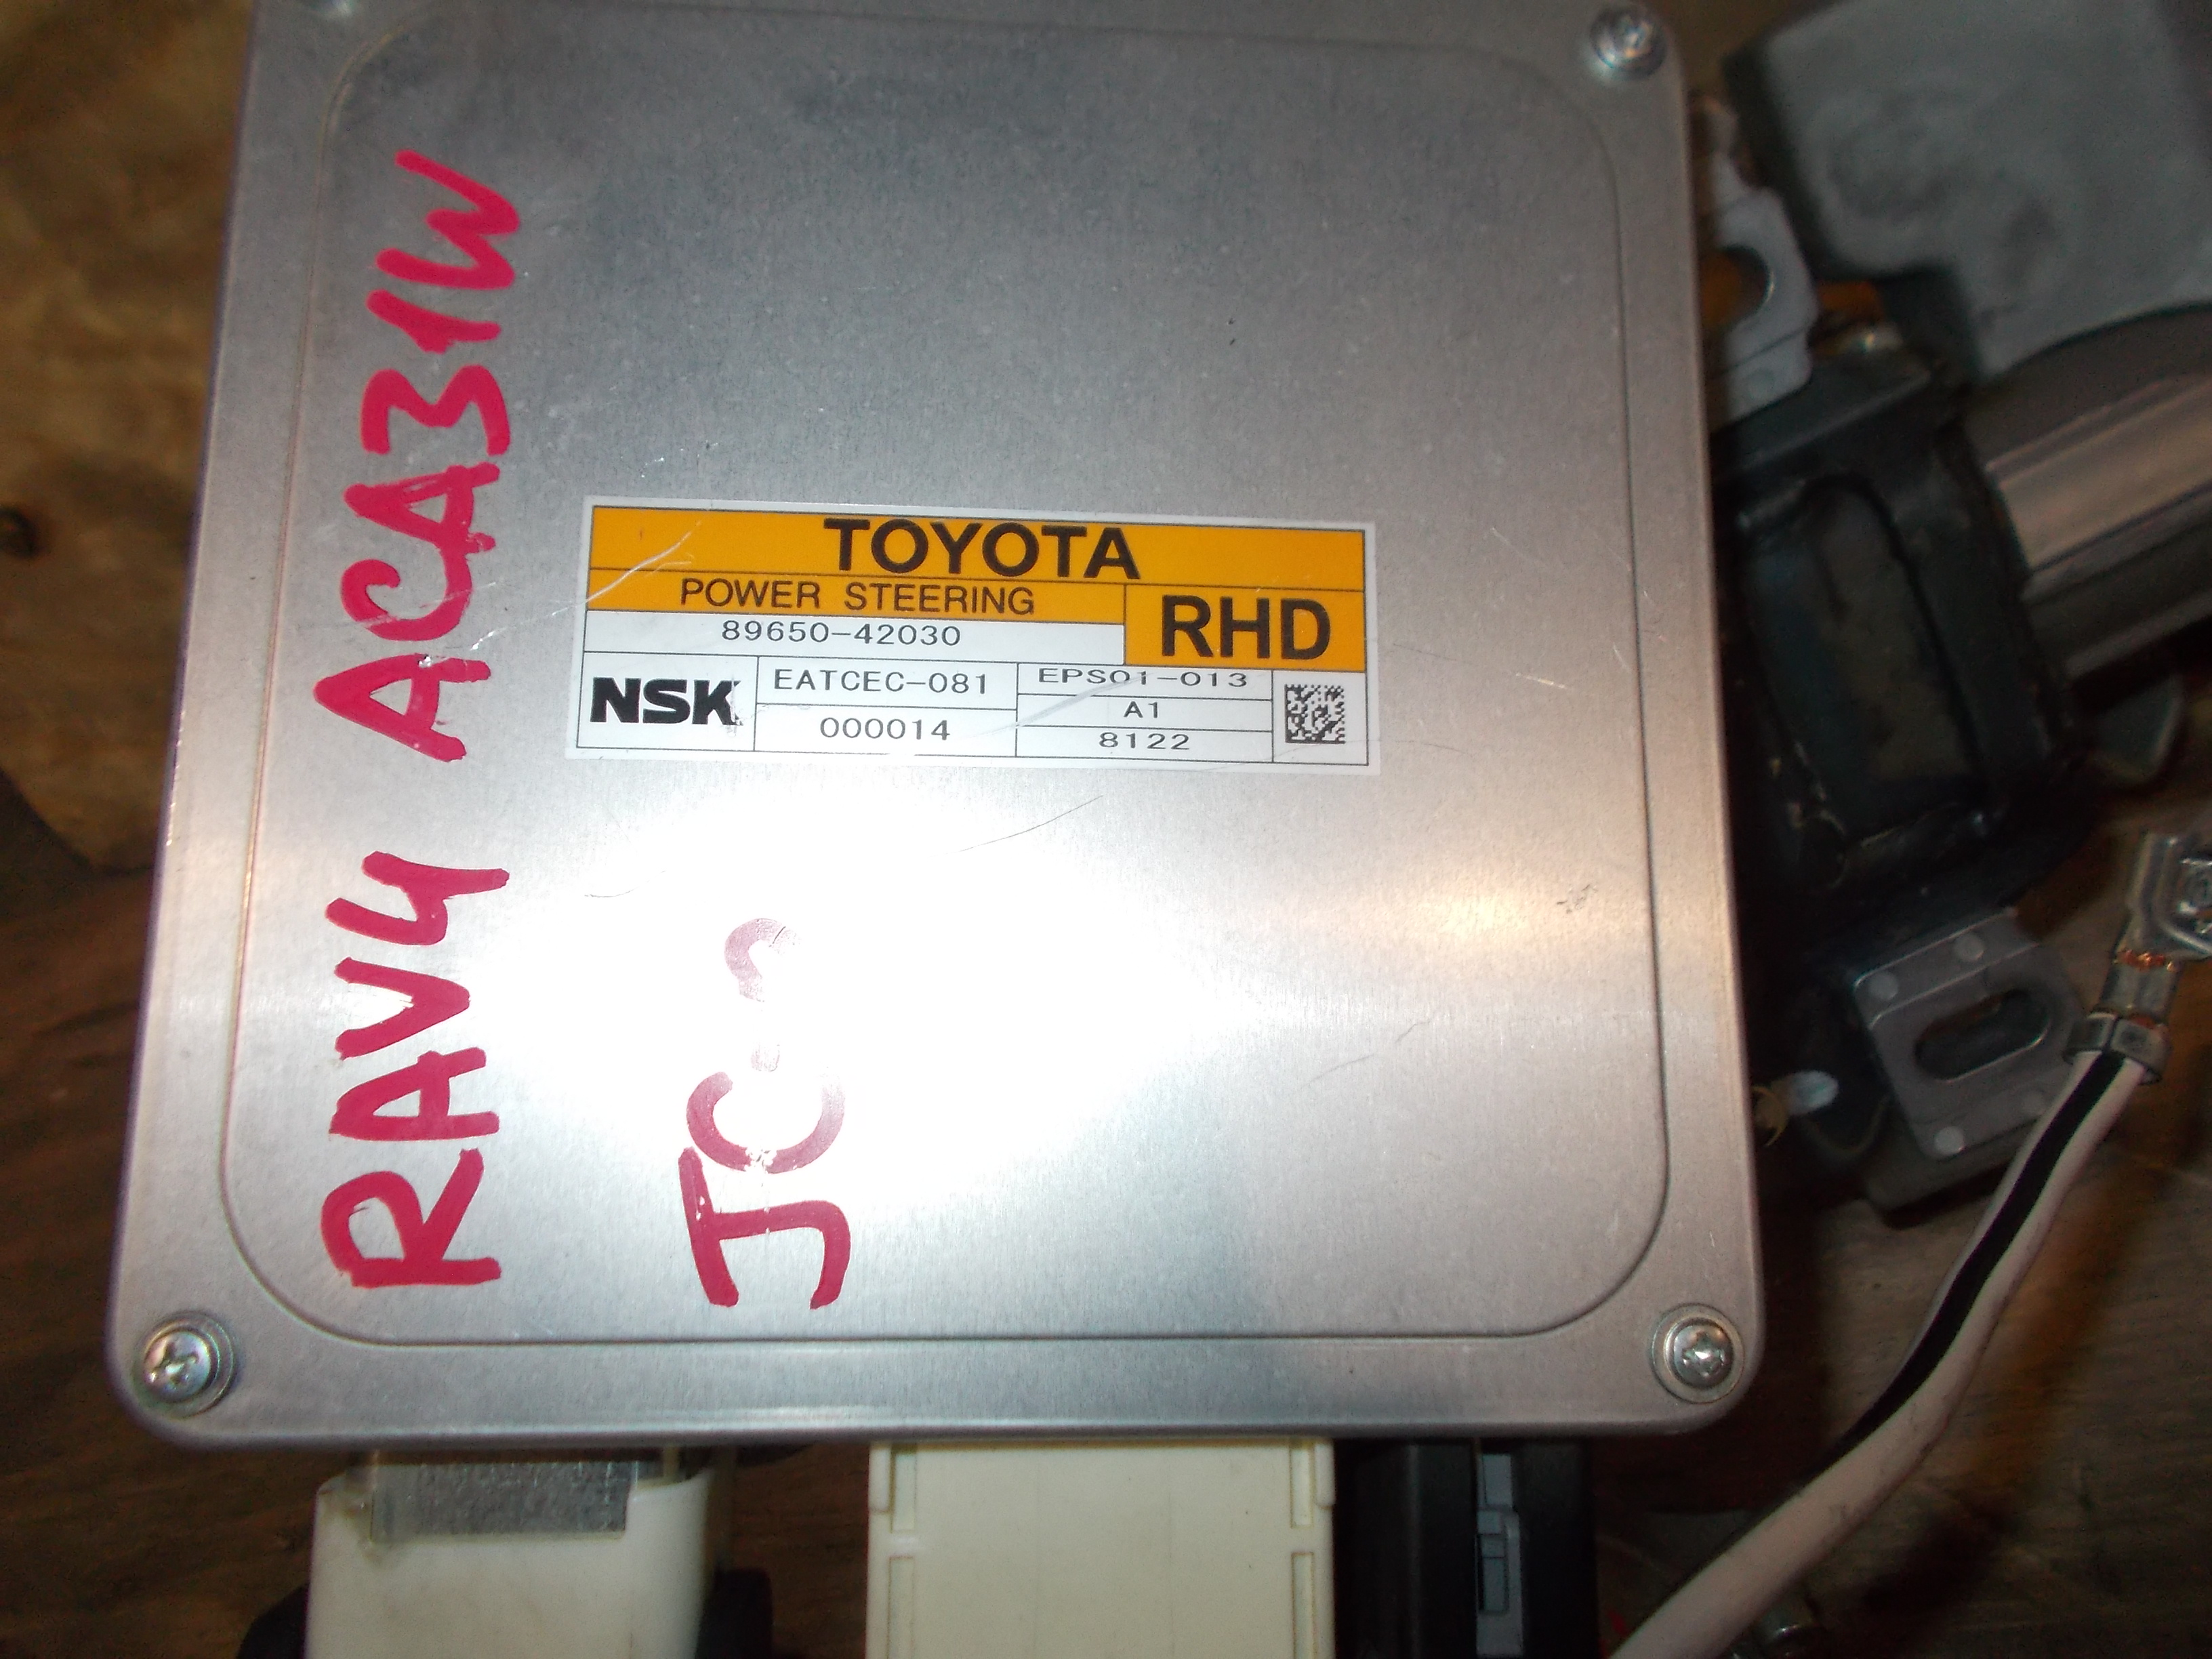 RAV4 ACA31W
TOYOTA
POWER STEERING
RHD
89650-42030
NSK
EATCEC-081
EPS01-013
000014
A1
8122